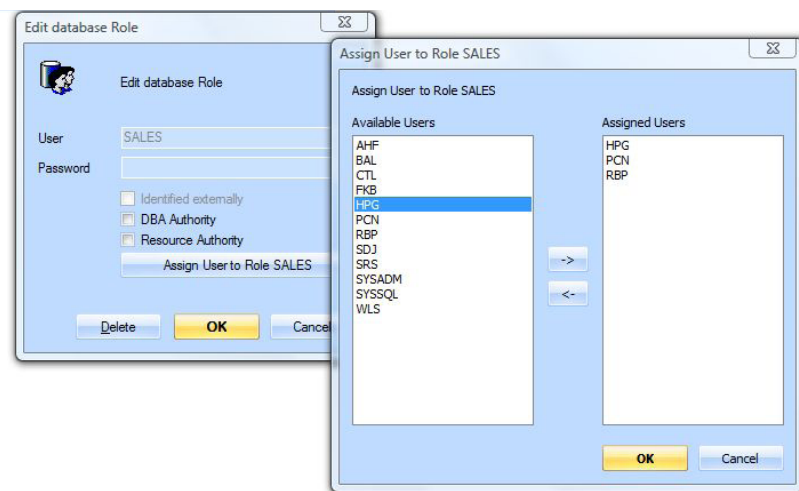 Edit database Role
Edit database Role
User
SALES
Password
Identified externally
DBA Authority
Resource Authority
Assign User to Role SALES
Delete
OK
Cancel
Assign User to Role SALES
Assign User to Role SALES
Available Users
AHF
BAL
CTL
FKB
HPG
PCN
RBP
SDJ
SRS
SYSADM
SYSSQL
WLS
->
<-
Assigned Users
HPG
PCN
RBP
OK
Cancel